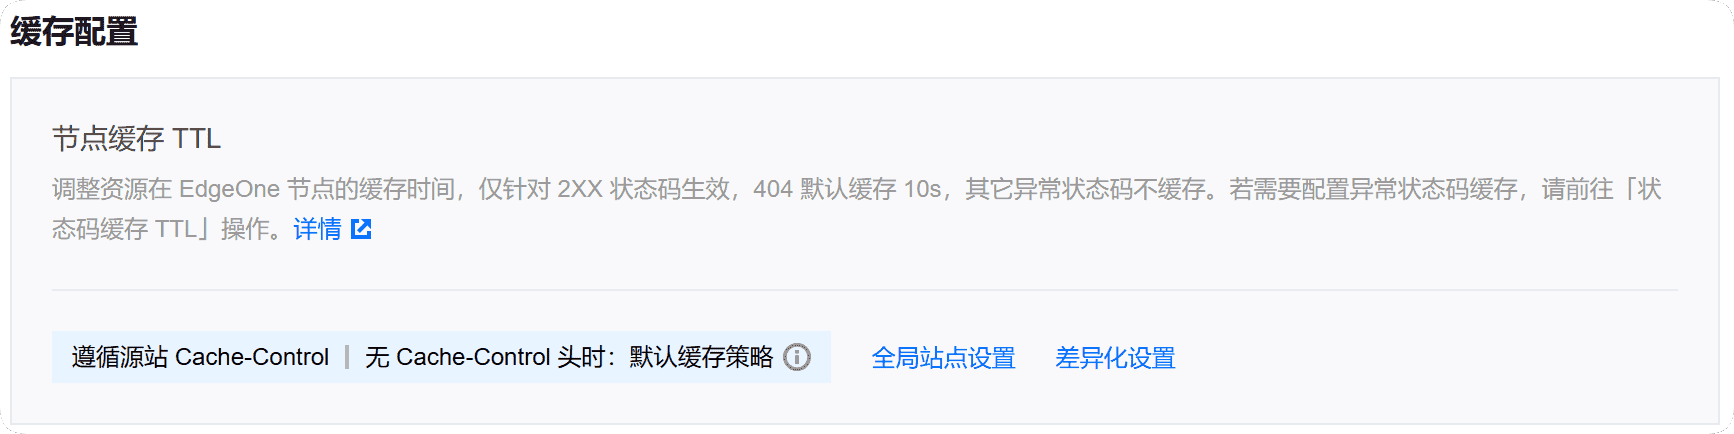 缓存配置
节点缓存 TTL
调整资源在 EdgeOne 节点的缓存时间，仅针对 2XX 状态码生效，404 默认缓存 10s，其它异常状态码不缓存。若需要配置异常状态码缓存，请前往「状
态码缓存 TTL」操作。详情
遵循源站 Cache-Control | 无 Cache-Control 头时：默认缓存策略 全局站点设置 差异化设置